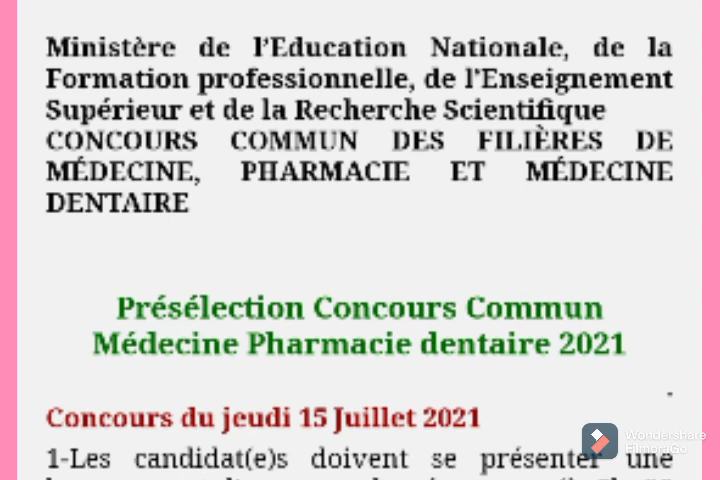 Ministère de l'Education Nationale, de la
Formation professionnelle, de l'Enseignement
Supérieur et de la Recherche Scientifique
CONCOURS COMMUN DES FILIÈRES DE
MÉDECINE, PHARMACIE ET MÉDECINE
DENTAIRE
Présélection Concours Commun
Médecine Pharmacie dentaire 2021
.
Concours du jeudi 15 Juillet 2021
1-Les candidat(e)s doivent se présenter une
Wondershare
FilmoraGo